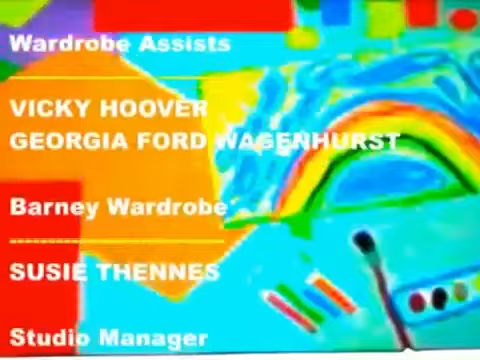 Wardrobe Assists
VICKY HOOVER
GEORGIA FORD WAGENHURST
Barney Wardrobe
SUSIE THENNES
Studio Manager